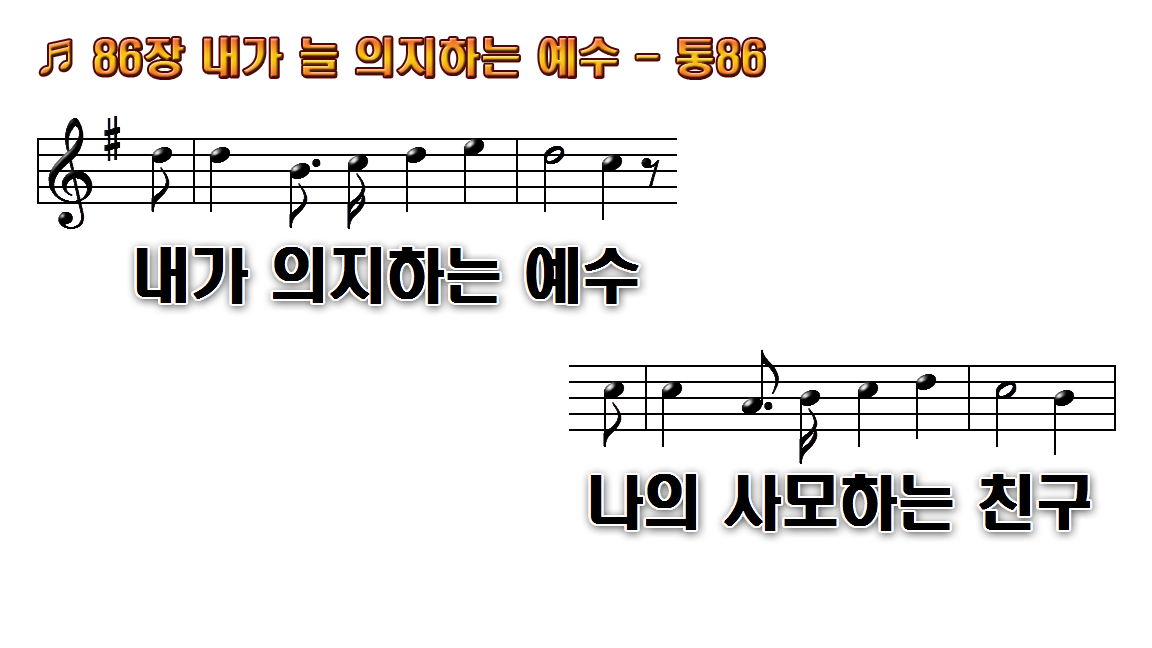 ♬ 86장 내가 늘 의지하는 예수 - 통86
내가 의지하는 예수
나의 사모하는 친구